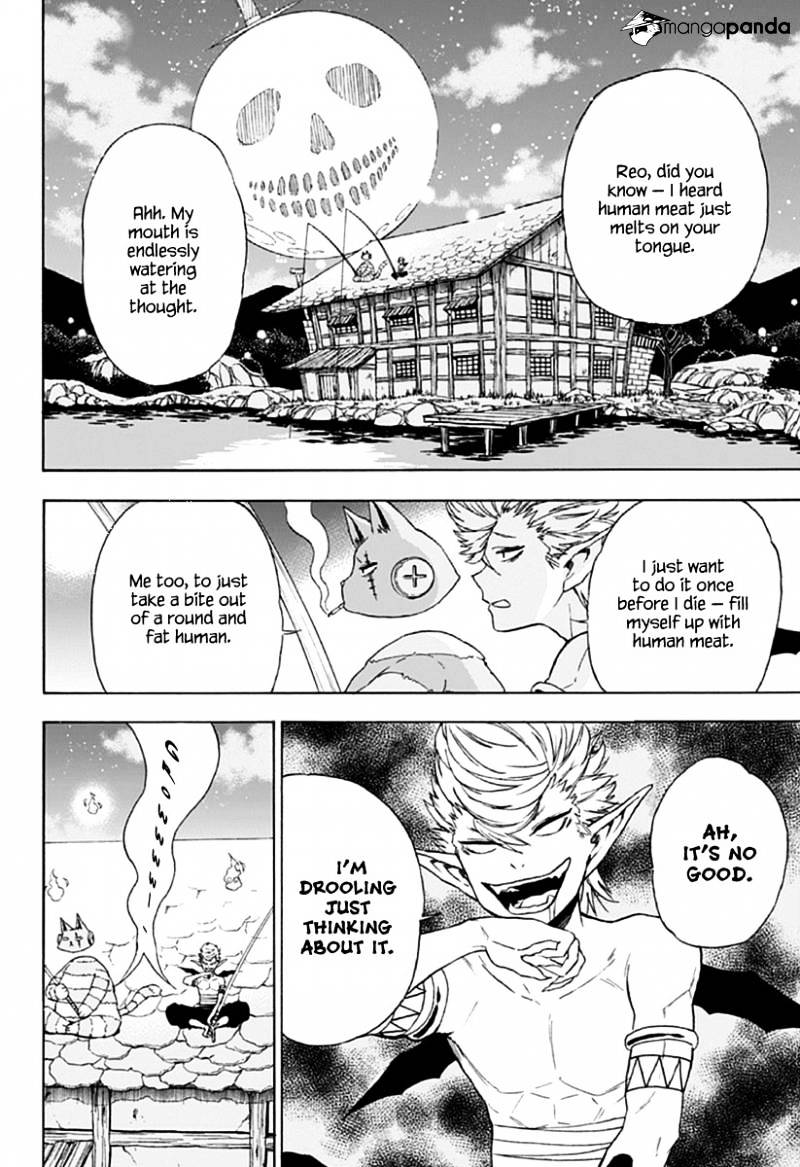 mangapanda
Reo, did you
know — I heard
human meat just
melts on your
tongue.
Ahh. My
mouth is
endlessly
watering
at the
thought.
I just want
to do it once
before I die — fill
myself up with
human meat.
Me too, to just
take a bite out
of a round and
fat human.
AH,
IT'S NO
GOOD.
I'M
DROOLING
JUST
THINKING
ABOUT IT.